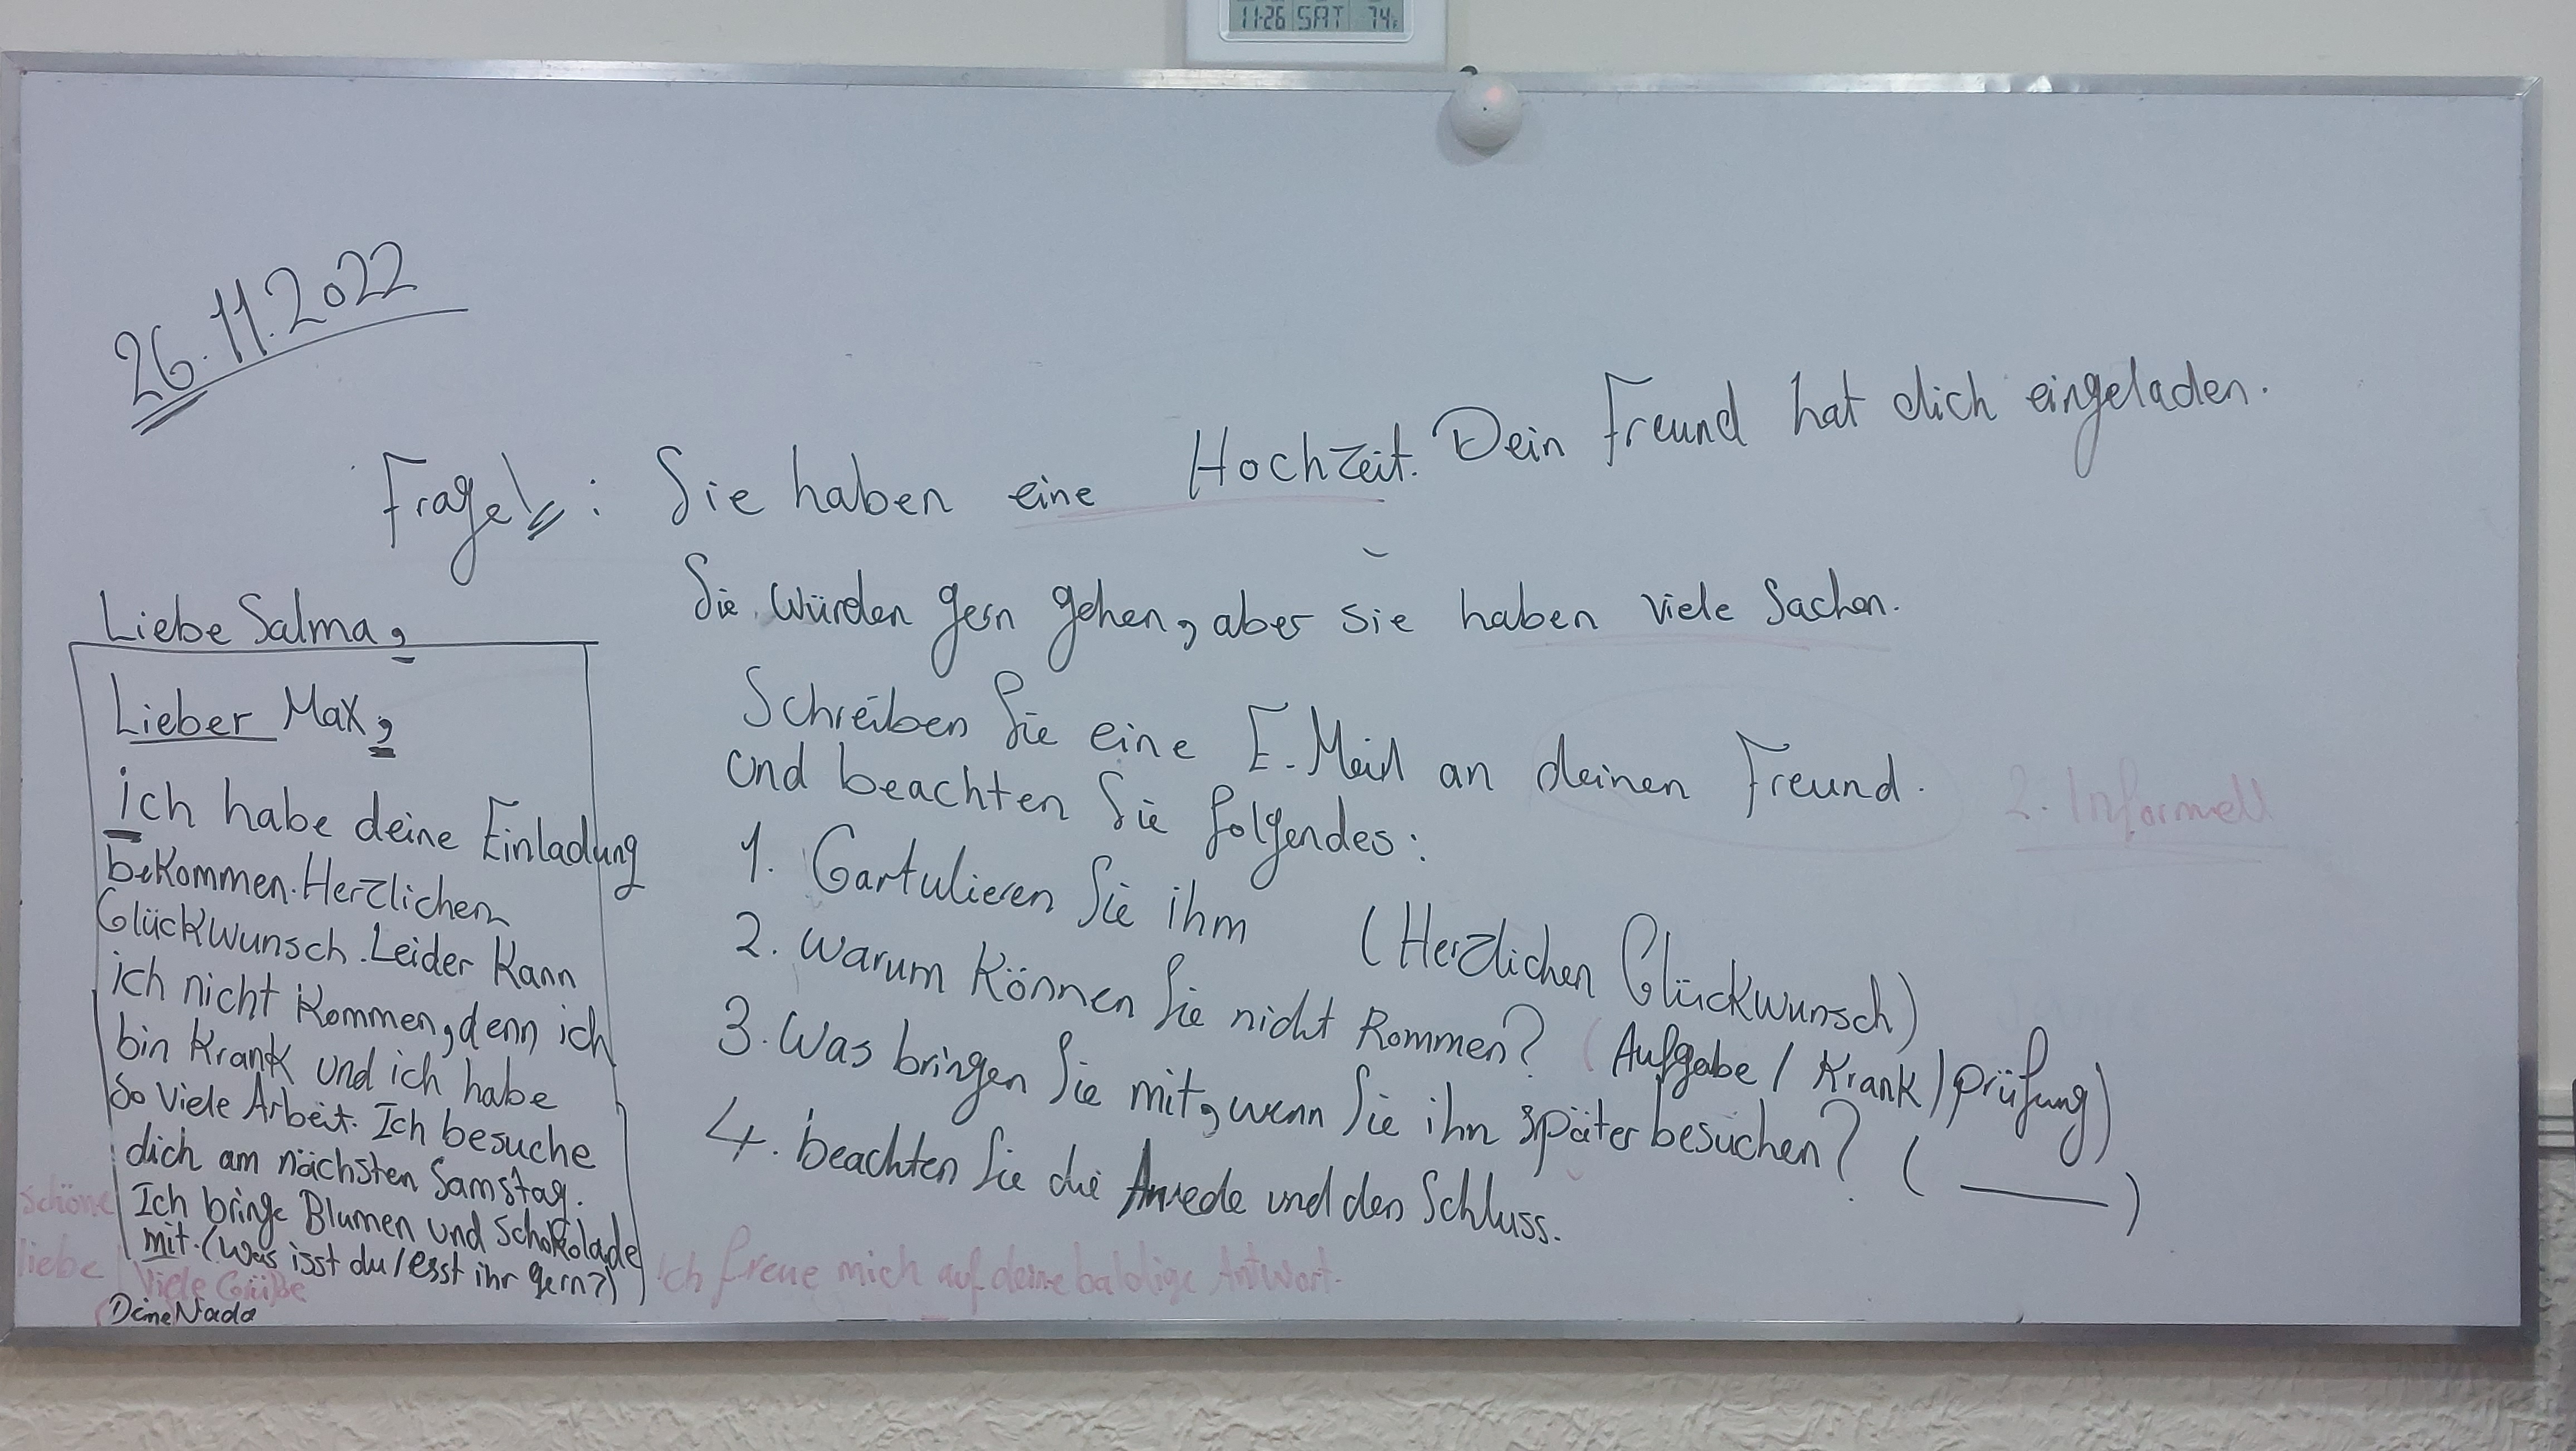 11-26 SAT 74F
26.11.2022
Frage: Sie haben eine Hochzeit. Dein Freund hat dich eingeladen.
Sie würden gern gehen, aber sie haben viele Sachen.
Schreiben Sie eine E.Mail an deinen Freund.
und beachten Sie folgendes:
2. Informell
1. Gartulieren Sie ihm (Herzlichen Glückwunsch)
2. Warum können Sie nicht kommen? (Aufgabe / Krank / prüfung)
3. Was bringen Sie mit, wenn Sie ihn später besuchen? ( ——— )
4. beachten Sie die Anrede und den Schluss.
Liebe Salma,
Lieber Max,
ich habe deine Einladung
bekommen. Herzlichen
Glückwunsch. Leider kann
ich nicht kommen, denn ich
bin krank und ich habe
so viele Arbeit. Ich besuche
dich am nächsten Samstag.
Ich bringe Blumen und Schokolade
mit. (Was isst du / esst ihr gern?)
Ich freue mich auf deine baldige Antwort.
schöne
liebe
Viele Grüße
Deine Nada